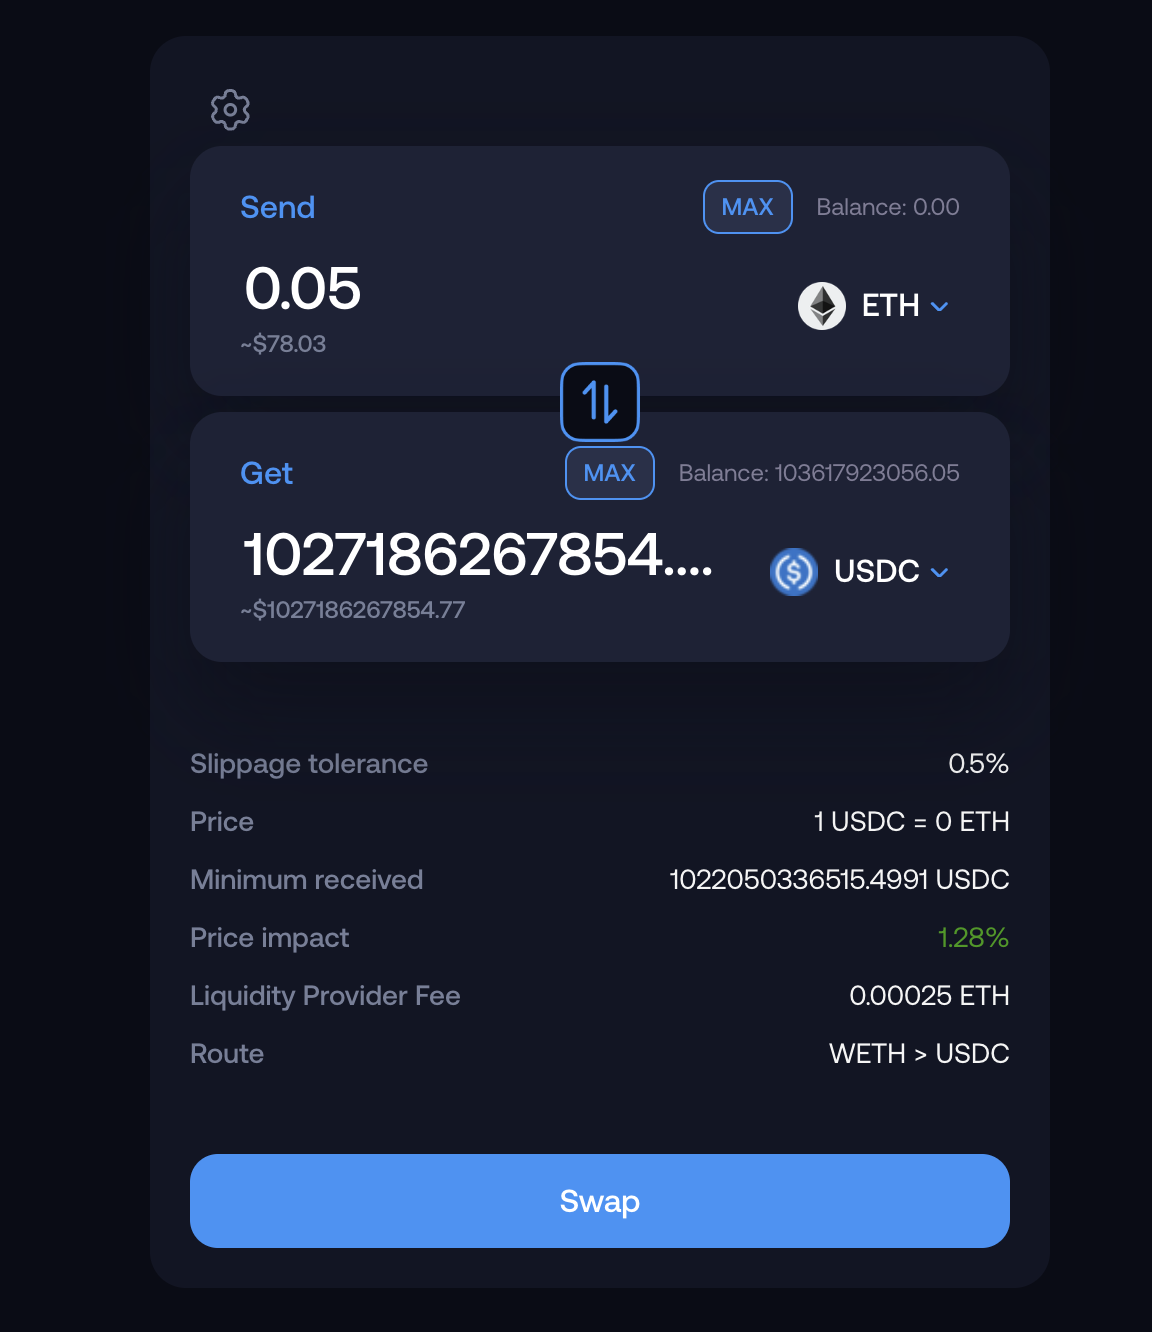 Send MAX Balance: 0.00
0.05 ETH
~$78.03
Get MAX Balance: 103617923056.05
1027186267854.... USDC
~$1027186267854.77
Slippage tolerance 0.5%
Price 1 USDC = 0 ETH
Minimum received 1022050336515.4991 USDC
Price impact 1.28%
Liquidity Provider Fee 0.00025 ETH
Route WETH > USDC
Swap